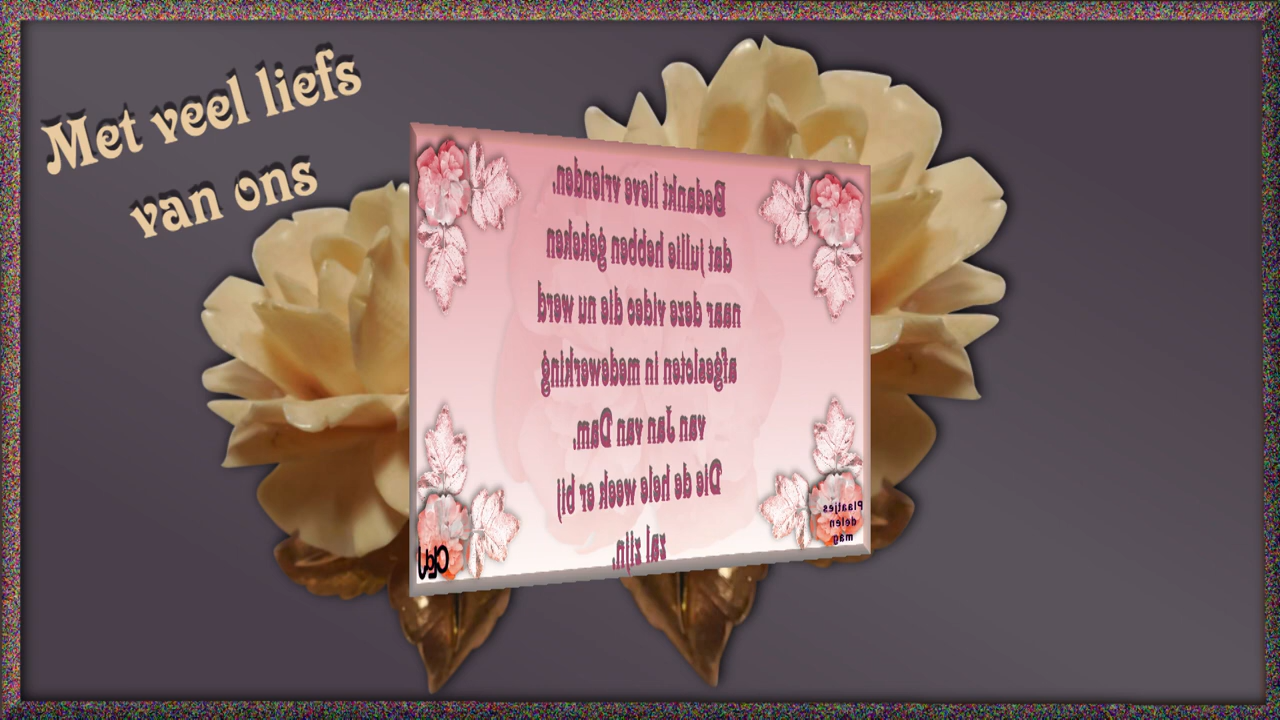 Met veel liefs
van ons
Bedankt lieve vrienden,
dat jullie hebben gekeken
naar deze video die nu werd
afgesloten in medewerking
van Jan van Dam.
Die de hele week er bij
zal zijn.
Plaatjes
delen
mag